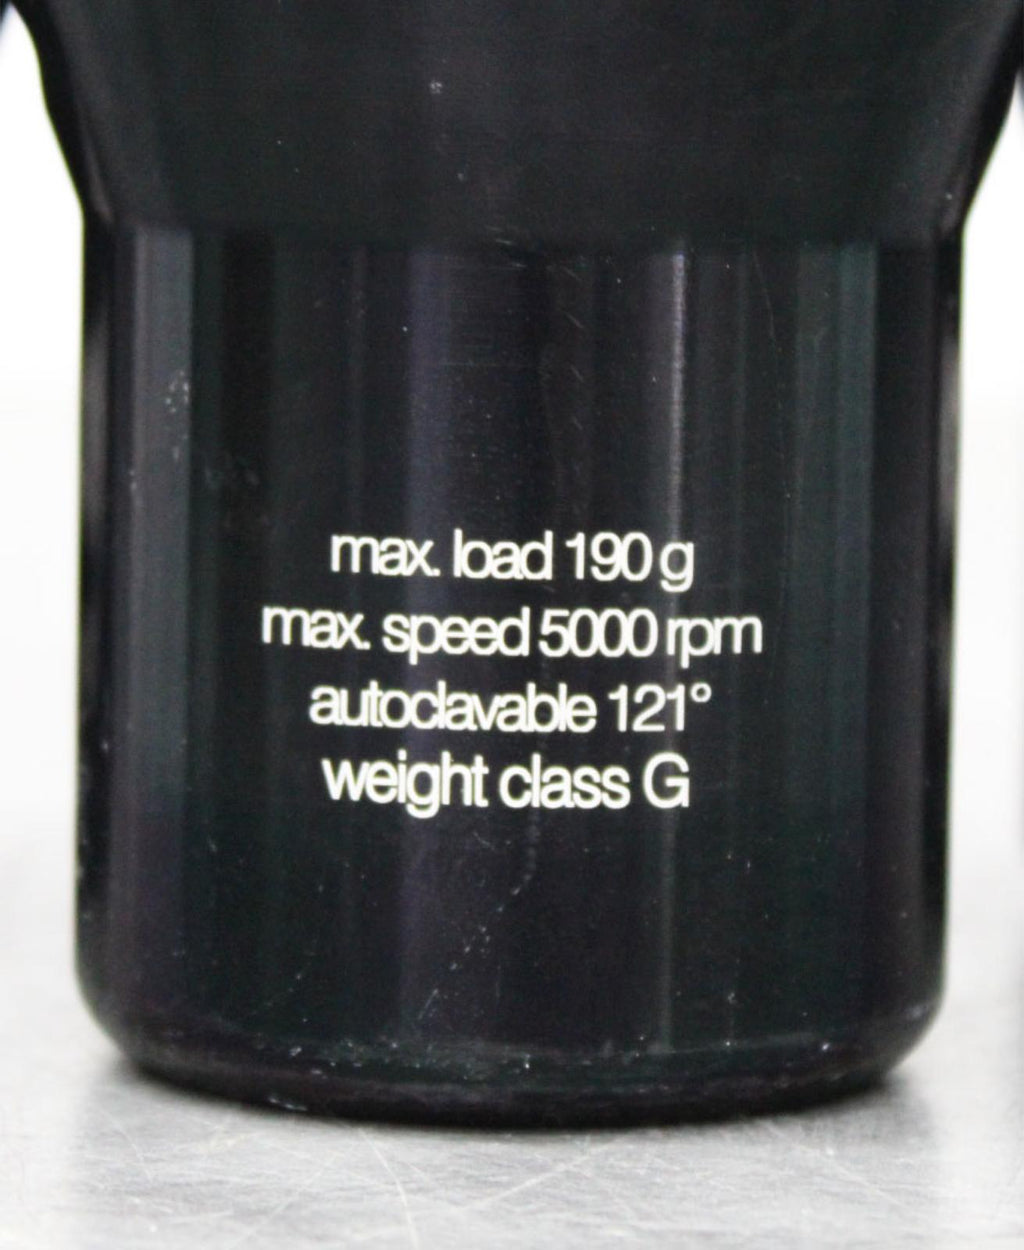 max. load 190 g
max. speed 5000 rpm
autoclavable 121°
weight class G